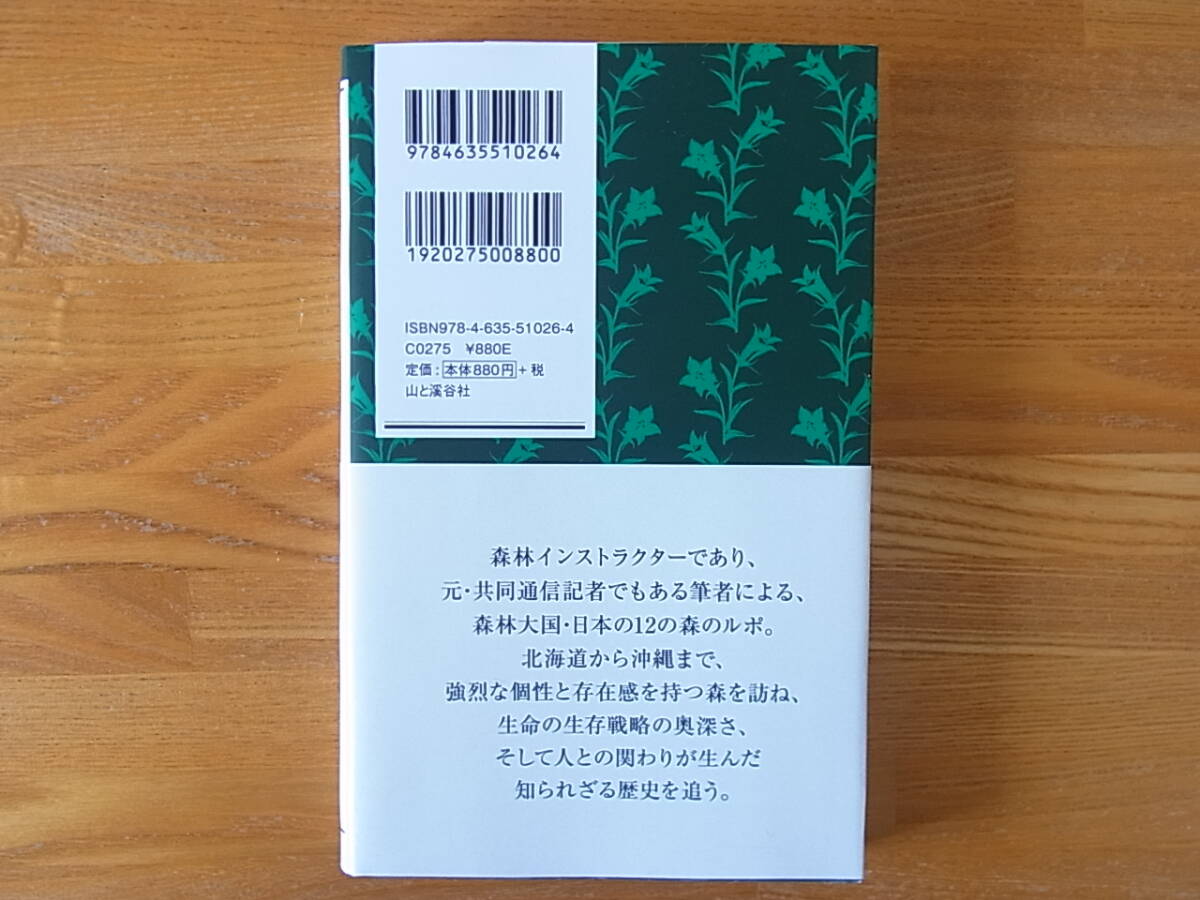 9784635510264
1920275008800
ISBN978-4-635-51026-4
C0275 ¥880E
定価：本体880円＋税
山と溪谷社
森林インストラクターであり、
元・共同通信記者でもある筆者による、
森林大国・日本の12の森のルポ。
北海道から沖縄まで、
強烈な個性と存在感を持つ森を訪ね、
生命の生存戦略の奥深さ、
そして人との関わりが生んだ
知られざる歴史を追う。